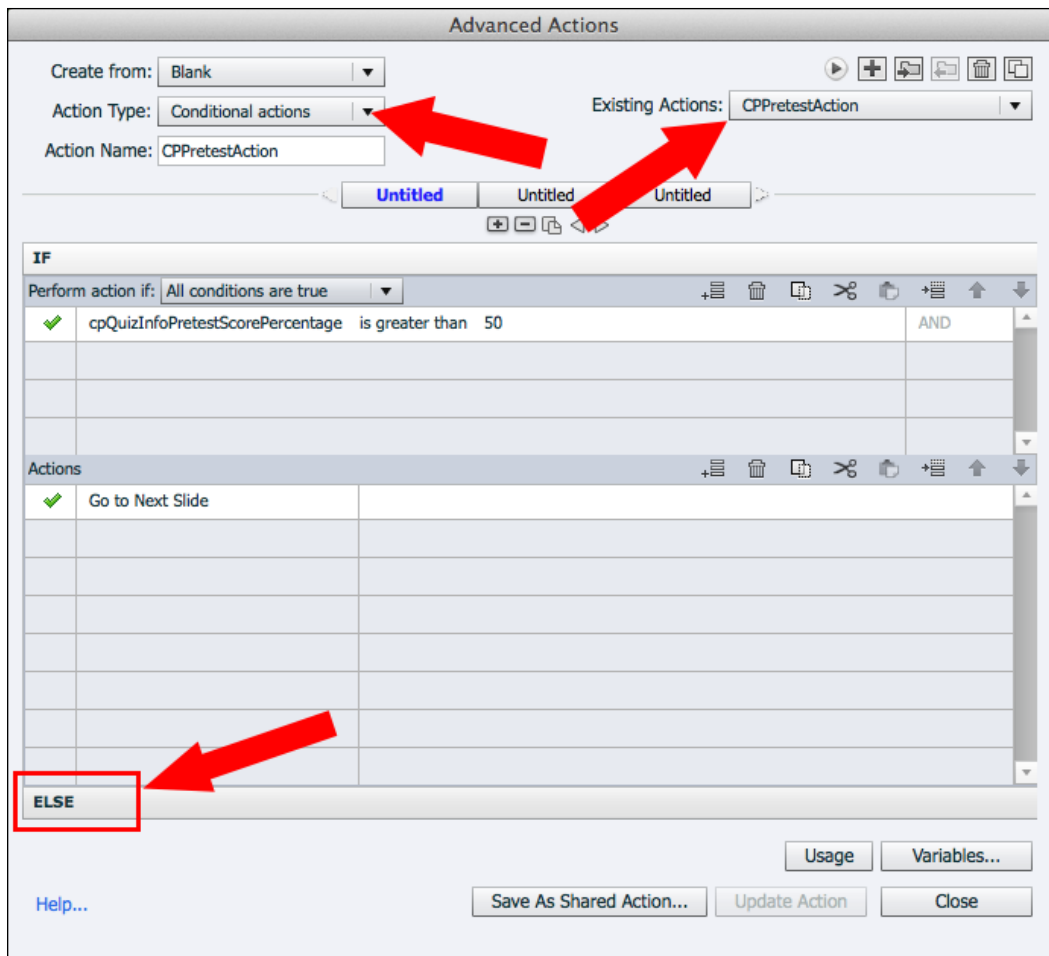 Advanced Actions
Create from: Blank
Action Type: Conditional actions
Existing Actions: CPPretestAction
Action Name: CPPretestAction
Untitled Untitled Untitled
IF
Perform action if: All conditions are true
cpQuizInfoPretestScorePercentage is greater than 50 AND
Actions
Go to Next Slide
ELSE
Usage Variables...
Help... Save As Shared Action... Update Action Close